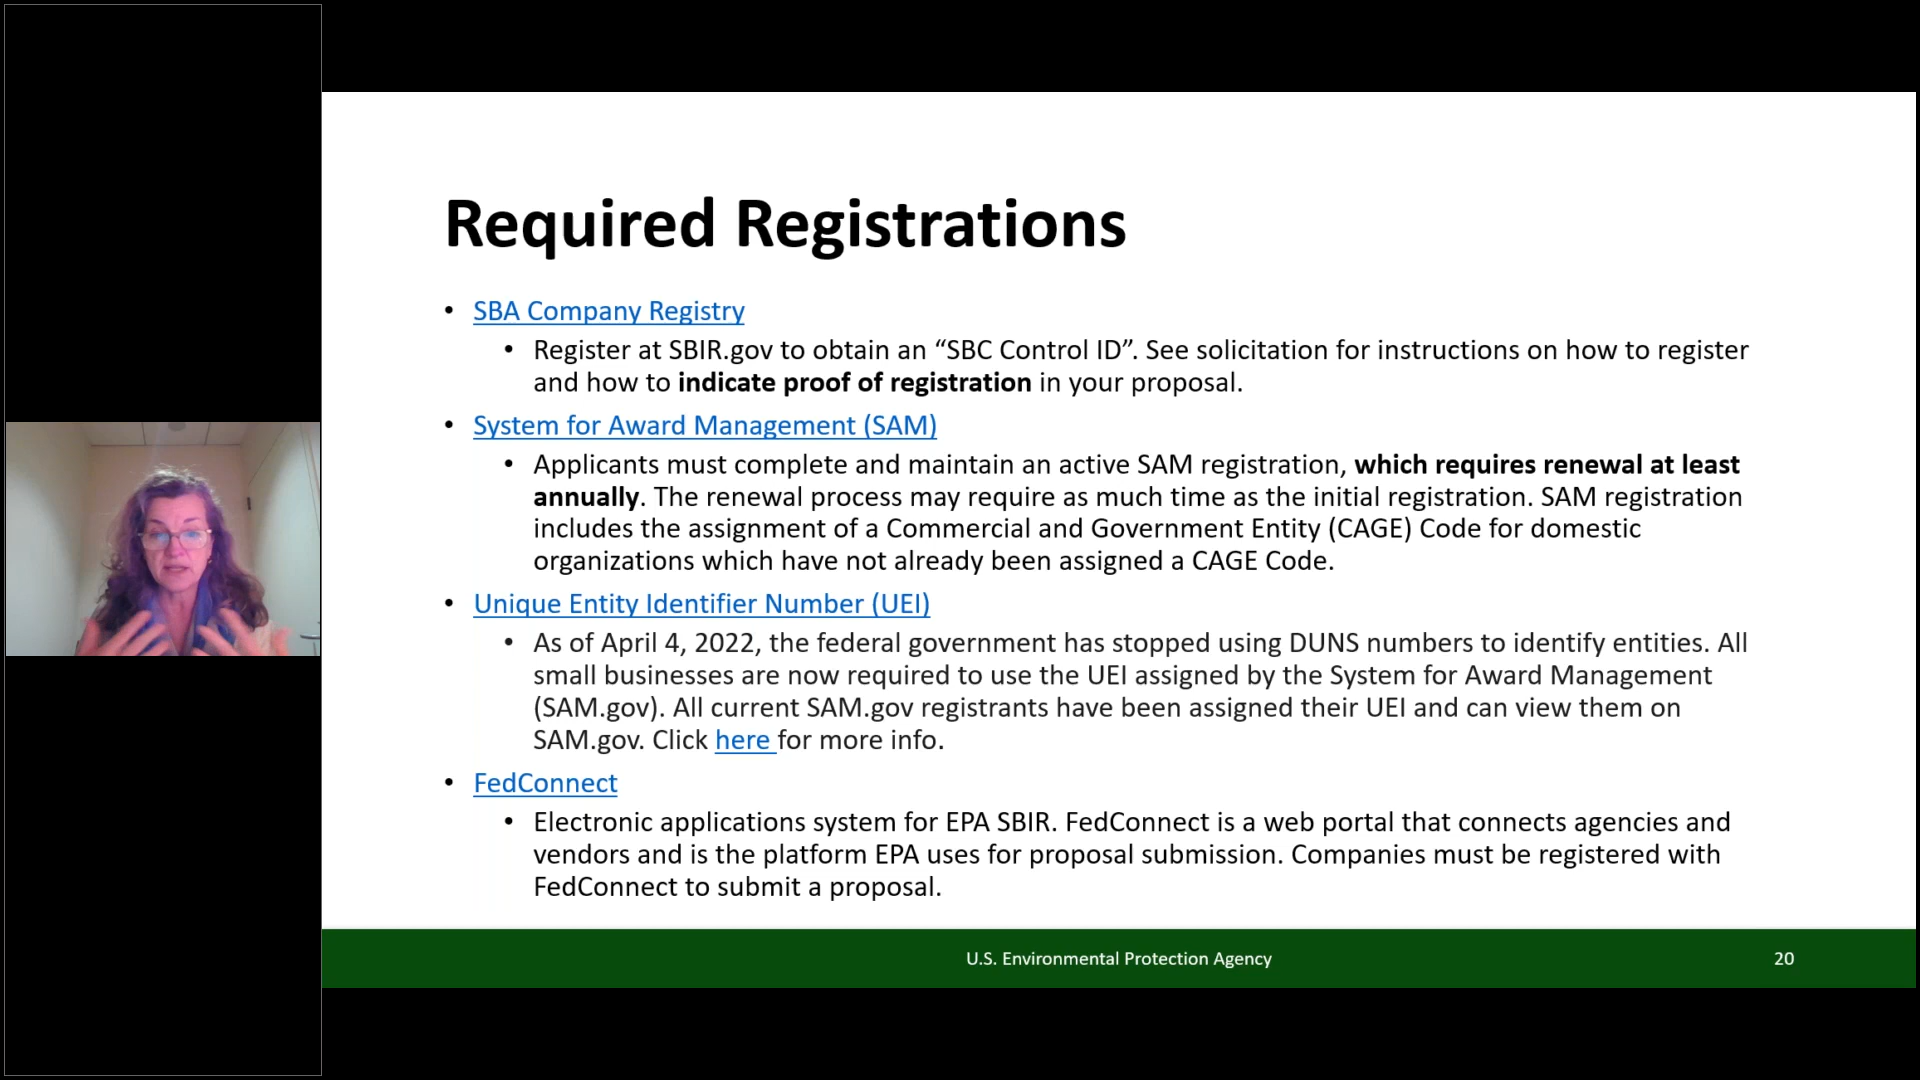 Required Registrations
• SBA Company Registry
• Register at SBIR.gov to obtain an “SBC Control ID”. See solicitation for instructions on how to register
and how to indicate proof of registration in your proposal.
• System for Award Management (SAM)
• Applicants must complete and maintain an active SAM registration, which requires renewal at least
annually. The renewal process may require as much time as the initial registration. SAM registration
includes the assignment of a Commercial and Government Entity (CAGE) Code for domestic
organizations which have not already been assigned a CAGE Code.
• Unique Entity Identifier Number (UEI)
• As of April 4, 2022, the federal government has stopped using DUNS numbers to identify entities. All
small businesses are now required to use the UEI assigned by the System for Award Management
(SAM.gov). All current SAM.gov registrants have been assigned their UEI and can view them on
SAM.gov. Click here for more info.
• FedConnect
• Electronic applications system for EPA SBIR. FedConnect is a web portal that connects agencies and
vendors and is the platform EPA uses for proposal submission. Companies must be registered with
FedConnect to submit a proposal.
U.S. Environmental Protection Agency
20